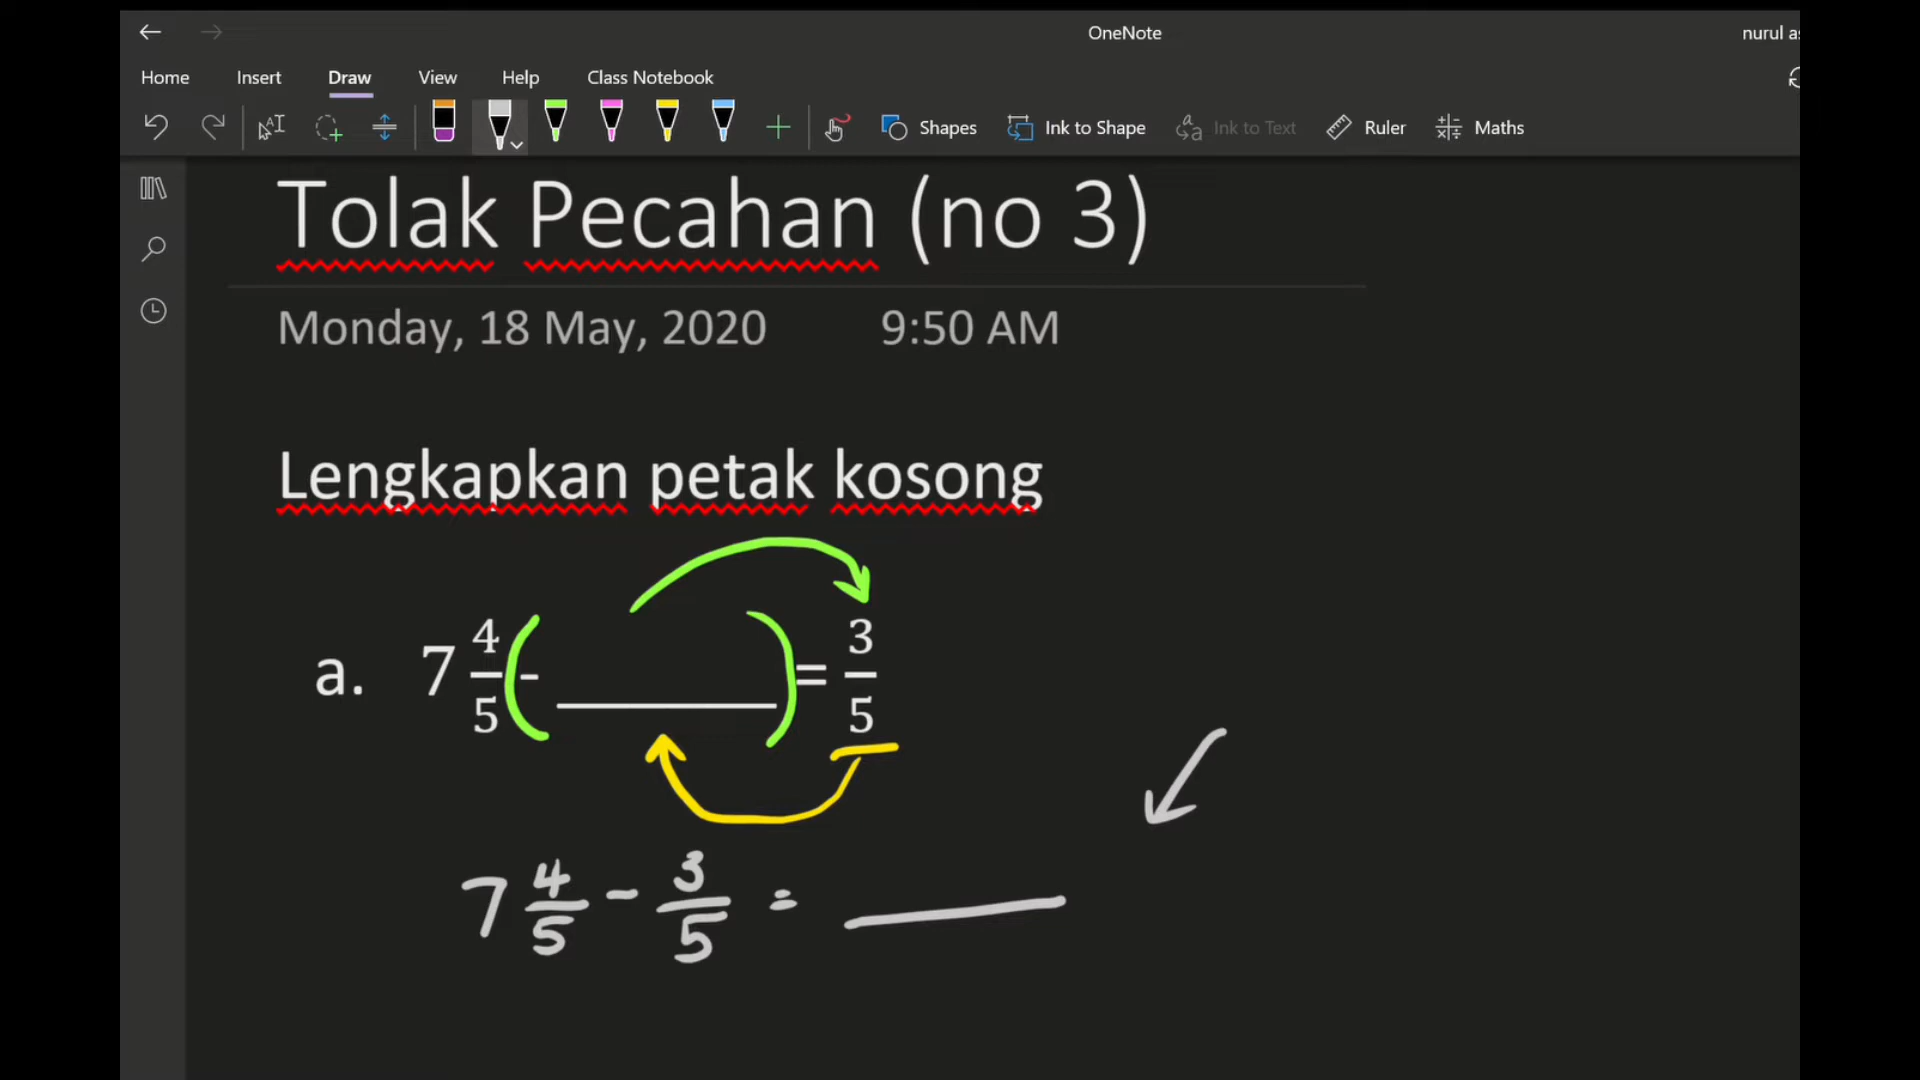 OneNote
nurul as
Home Insert Draw View Help Class Notebook
Shapes Ink to Shape Ink to Text Ruler Maths
Tolak Pecahan (no 3)
Monday, 18 May, 2020 9:50 AM
Lengkapkan petak kosong
a. 7 4/5 (- ______ ) = 3/5
7 4/5 - 3/5 = ______